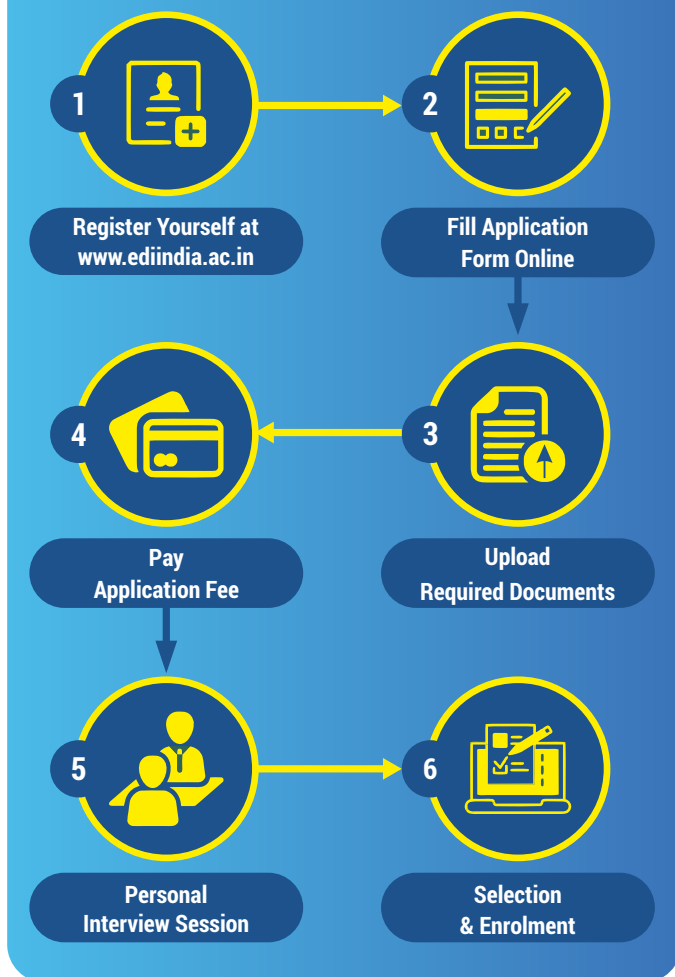 1
Register Yourself at
www.ediindia.ac.in
2
Fill Application
Form Online
3
Upload
Required Documents
4
Pay
Application Fee
5
Personal
Interview Session
6
Selection
& Enrolment